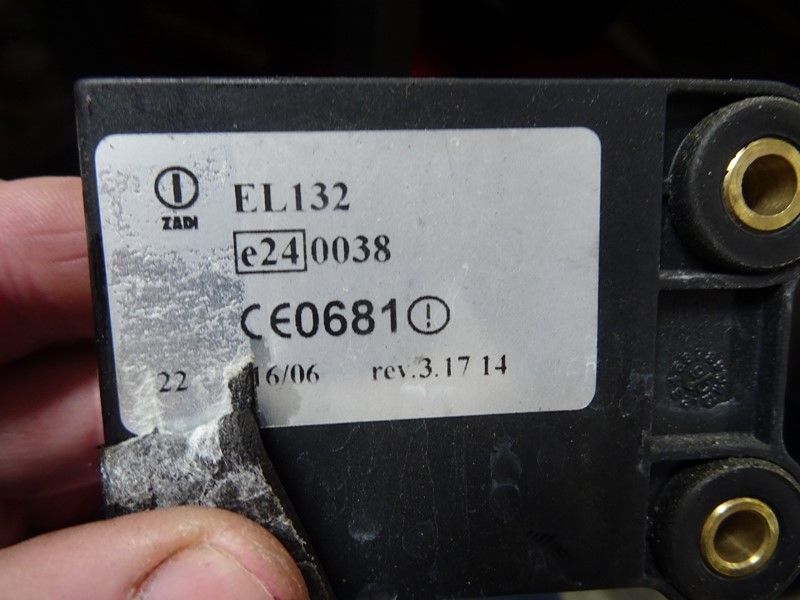 ZADI
EL132
e24 0038
CE0681
22 16/06 rev.3.17 14